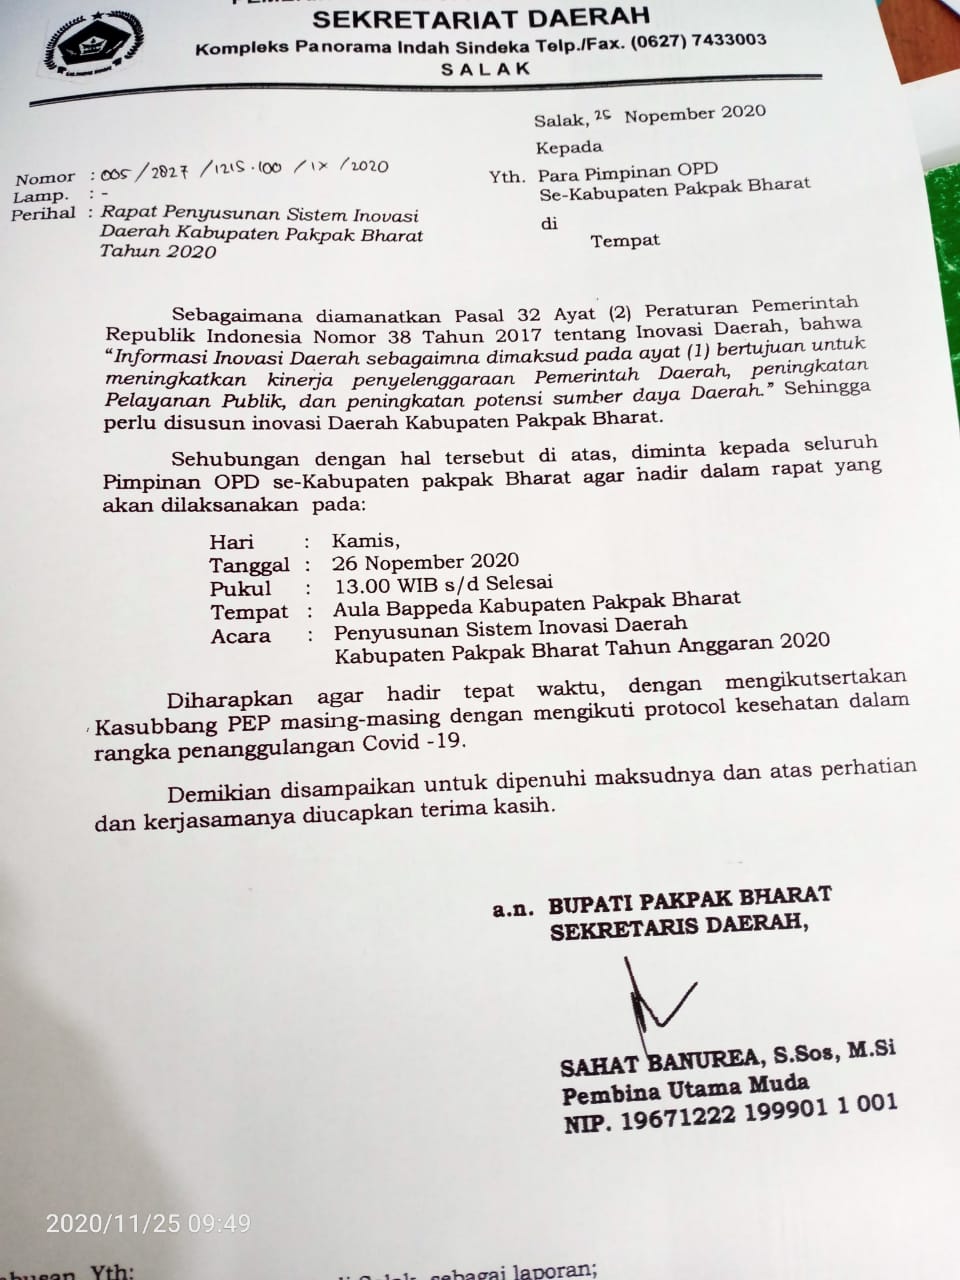 SEKRETARIAT DAERAH
Kompleks Panorama Indah Sindeka Telp./Fax. (0627) 7433003
SALAK
Salak, 25 Nopember 2020
Kepada
Yth. Para Pimpinan OPD
Se-Kabupaten Pakpak Bharat
di
Tempat
Nomor : 005/2827/1215.100/IX/2020
Lamp. : -
Perihal : Rapat Penyusunan Sistem Inovasi
Daerah Kabupaten Pakpak Bharat
Tahun 2020
Sebagaimana diamanatkan Pasal 32 Ayat (2) Peraturan Pemerintah
Republik Indonesia Nomor 38 Tahun 2017 tentang Inovasi Daerah, bahwa
“Informasi Inovasi Daerah sebagaimna dimaksud pada ayat (1) bertujuan untuk
meningkatkan kinerja penyelenggaraan Pemerintah Daerah, peningkatan
Pelayanan Publik, dan peningkatan potensi sumber daya Daerah.” Sehingga
perlu disusun inovasi Daerah Kabupaten Pakpak Bharat.
Sehubungan dengan hal tersebut di atas, diminta kepada seluruh
Pimpinan OPD se-Kabupaten pakpak Bharat agar hadir dalam rapat yang
akan dilaksanakan pada:
Hari : Kamis,
Tanggal : 26 Nopember 2020
Pukul : 13.00 WIB s/d Selesai
Tempat : Aula Bappeda Kabupaten Pakpak Bharat
Acara : Penyusunan Sistem Inovasi Daerah
Kabupaten Pakpak Bharat Tahun Anggaran 2020
Diharapkan agar hadir tepat waktu, dengan mengikutsertakan
Kasubbang PEP masing-masing dengan mengikuti protocol kesehatan dalam
rangka penanggulangan Covid -19.
Demikian disampaikan untuk dipenuhi maksudnya dan atas perhatian
dan kerjasamanya diucapkan terima kasih.
a.n. BUPATI PAKPAK BHARAT
SEKRETARIS DAERAH,
SAHAT BANUREA, S.Sos, M.Si
Pembina Utama Muda
NIP. 19671222 199901 1 001
2020/11/25 09:49
Yth:
sebagai laporan;